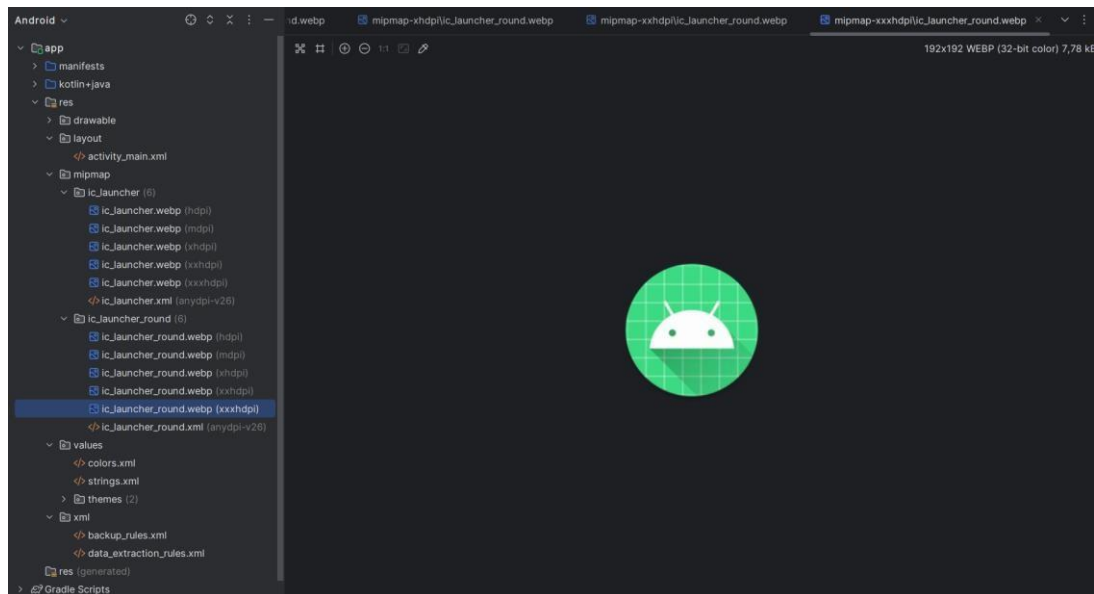 Android
nd.webp
mipmap-xhdpi\ic_launcher_round.webp
mipmap-xxhdpi\ic_launcher_round.webp
mipmap-xxxhdpi\ic_launcher_round.webp
1:1
192x192 WEBP (32-bit color) 7,78 kB
app
manifests
kotlin+java
res
drawable
layout
activity_main.xml
mipmap
ic_launcher (6)
ic_launcher.webp (hdpi)
ic_launcher.webp (mdpi)
ic_launcher.webp (xhdpi)
ic_launcher.webp (xxhdpi)
ic_launcher.webp (xxxhdpi)
ic_launcher.xml (anydpi-v26)
ic_launcher_round (6)
ic_launcher_round.webp (hdpi)
ic_launcher_round.webp (mdpi)
ic_launcher_round.webp (xhdpi)
ic_launcher_round.webp (xxhdpi)
ic_launcher_round.webp (xxxhdpi)
ic_launcher_round.xml (anydpi-v26)
values
colors.xml
strings.xml
themes (2)
xml
backup_rules.xml
data_extraction_rules.xml
res (generated)
Gradle Scripts